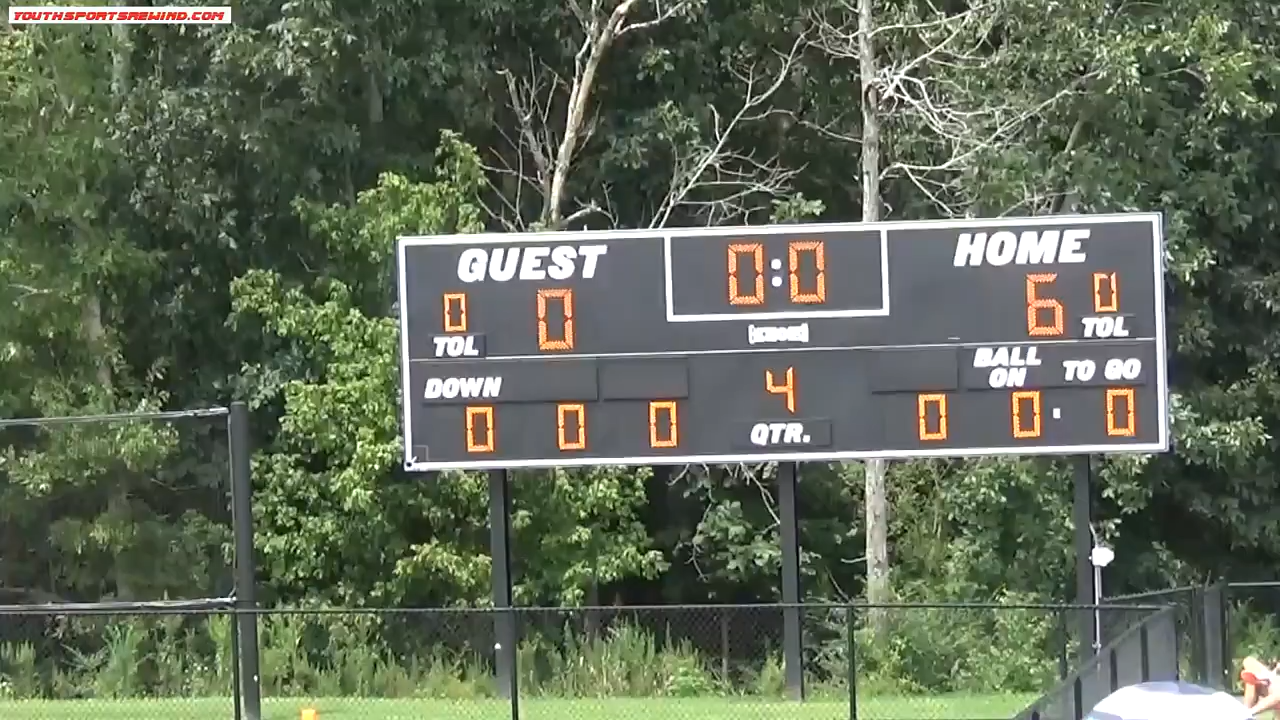 YOUTHSPORTSREWIND.COM
GUEST 0:0 HOME
0 0 6 0
TOL TOL
DOWN 4 BALL ON TO GO
0 0 0 QTR. 0 0 0